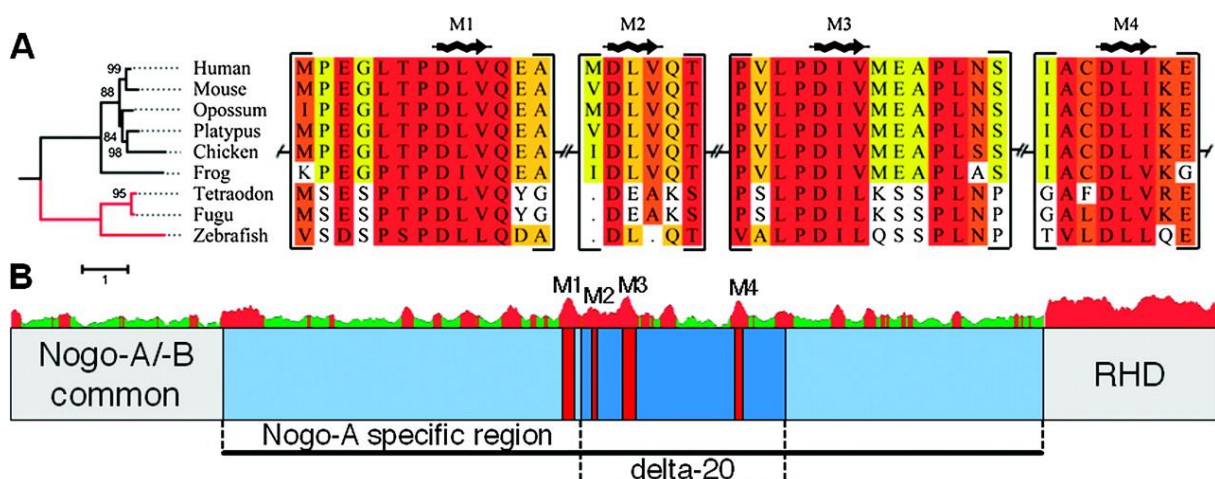 M1 M2 M3 M4
A
Human M P E G L T P D L V Q E A M D L V Q T P V L P D I V M E A P L N S I A C D L I K E
Mouse M P E G L T P D L V Q E A V D L V Q T P V L P D I V M E A P L N S I A C D L I K E
Opossum I P E G L T P D L V Q E A M D L V Q T P V L P D I V M E A P L N S I A C D L I K E
Platypus M P E G L T P D L V Q E A V D L V Q T P V L P D I V M E A P L N S I A C D L I K E
Chicken M P E G L T P D L V Q E A I D L V Q T P V L P D I V M E A P L S S I A C D L I K E
Frog K P E G L T P D I V Q E A I D L V Q T P V L P D I V M E A P L A S I A C D L V K G
Tetraodon M S E S P T P D L V Q Y G . D E A K S P S L P D I L K S S P L N P G A F D L V R E
Fugu M S E S P T P D L V Q Y G . D E A K S P S L P D I L K S S P L N P G A L D L V R E
Zebrafish V S D S P S P D L L Q D A . D L . Q T P A L P D I L Q S S P L N P T V L D L L Q E
99
88
84
98
95
1
B
M1 M2 M3 M4
Nogo-A/-B
common
RHD
Nogo-A specific region
delta-20